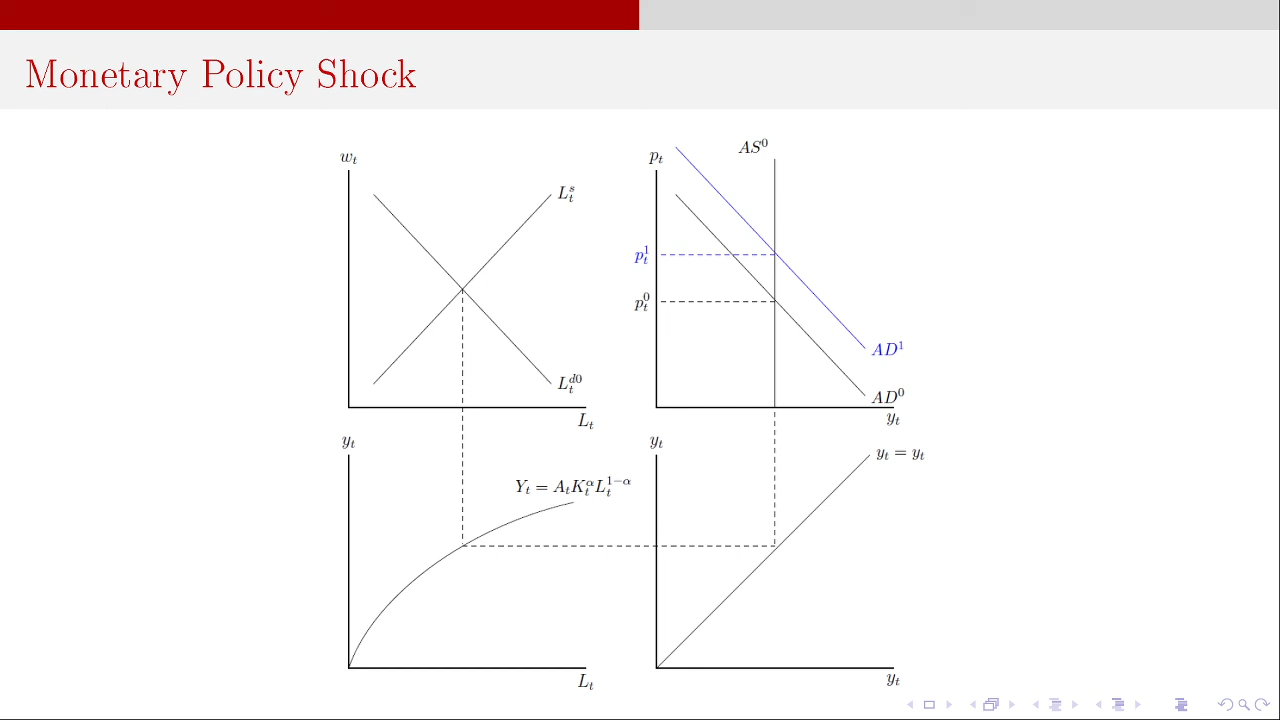 Monetary Policy Shock
w_t
L_t^s
L_t^{d0}
L_t
p_t
AS^0
p_t^1
p_t^0
AD^1
AD^0
y_t
y_t
Y_t = A_t K_t^α L_t^{1−α}
L_t
y_t
y_t = y_t
y_t